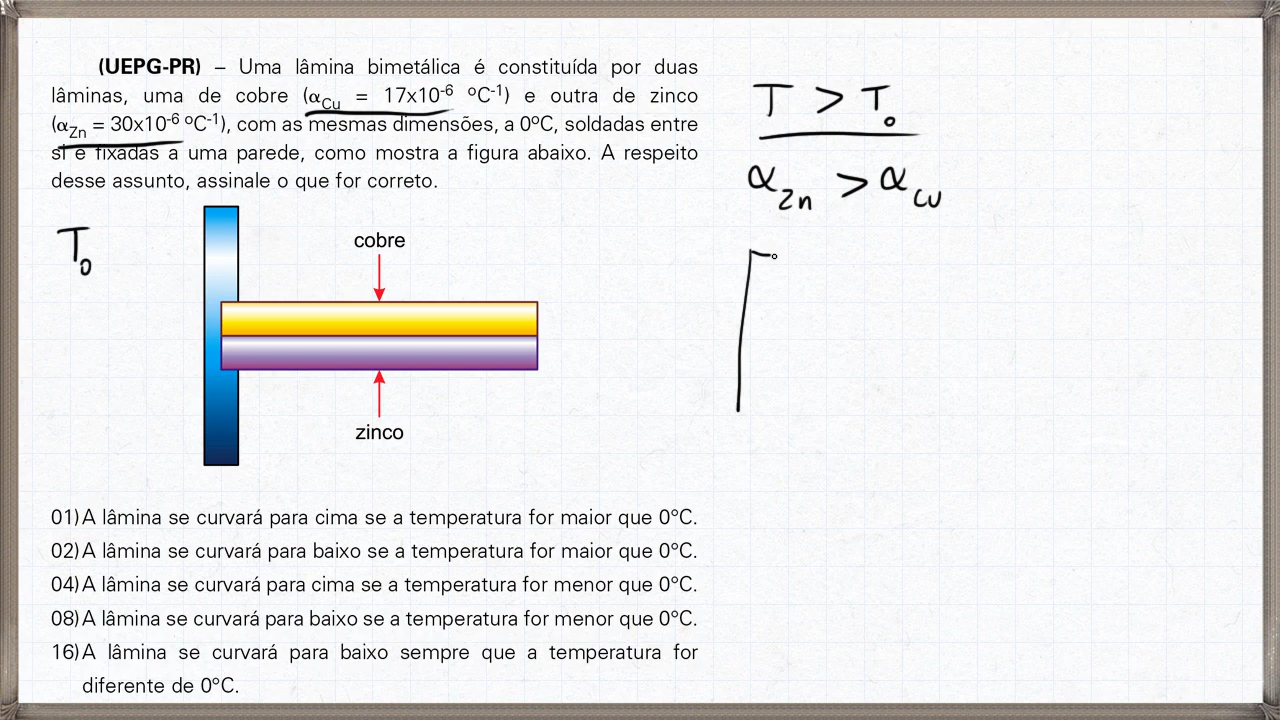 (UEPG-PR) – Uma lâmina bimetálica é constituída por duas
lâminas, uma de cobre (αCu = 17x10-6 ºC-1) e outra de zinco
(αZn = 30x10-6 ºC-1), com as mesmas dimensões, a 0ºC, soldadas entre
si e fixadas a uma parede, como mostra a figura abaixo. A respeito
desse assunto, assinale o que for correto.
T > To
αZn > αCu
To
cobre
zinco
01) A lâmina se curvará para cima se a temperatura for maior que 0°C.
02) A lâmina se curvará para baixo se a temperatura for maior que 0°C.
04) A lâmina se curvará para cima se a temperatura for menor que 0°C.
08) A lâmina se curvará para baixo se a temperatura for menor que 0°C.
16) A lâmina se curvará para baixo sempre que a temperatura for
diferente de 0°C.